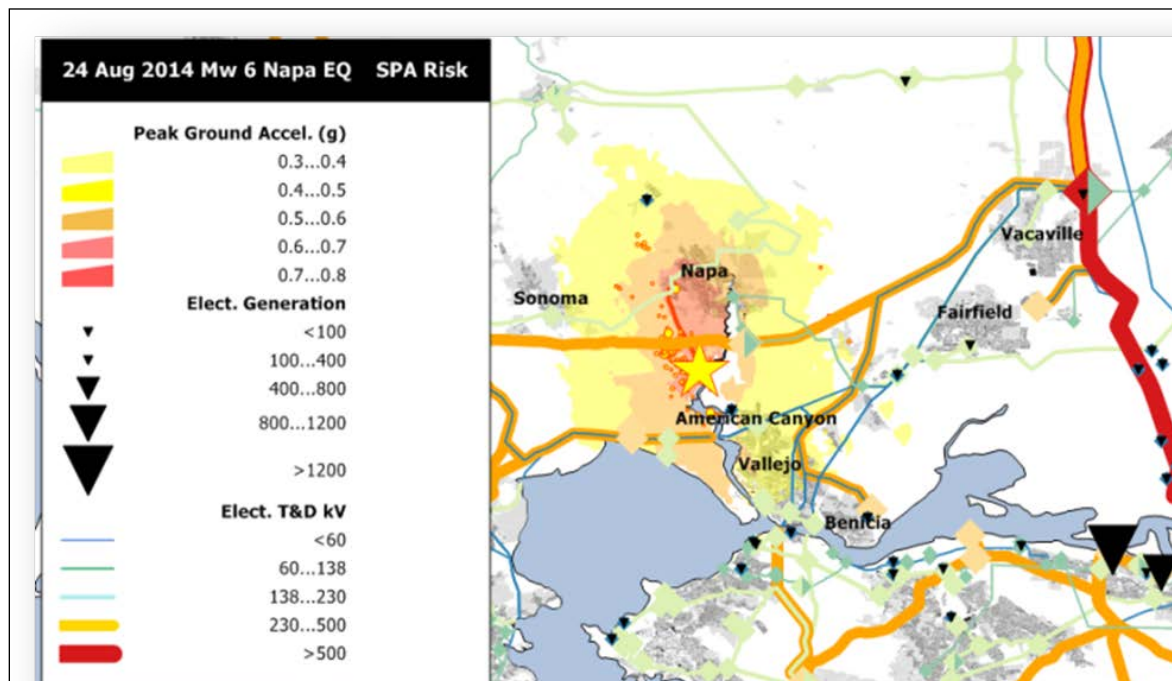 24 Aug 2014 Mw 6 Napa EQ SPA Risk
Peak Ground Accel. (g)
0.3...0.4
0.4...0.5
0.5...0.6
0.6...0.7
0.7...0.8
Elect. Generation
<100
100...400
400...800
800...1200
>1200
Elect. T&D kV
<60
60...138
138...230
230...500
>500
Vacaville
Napa
Sonoma
Fairfield
American Canyon
Vallejo
Benicia